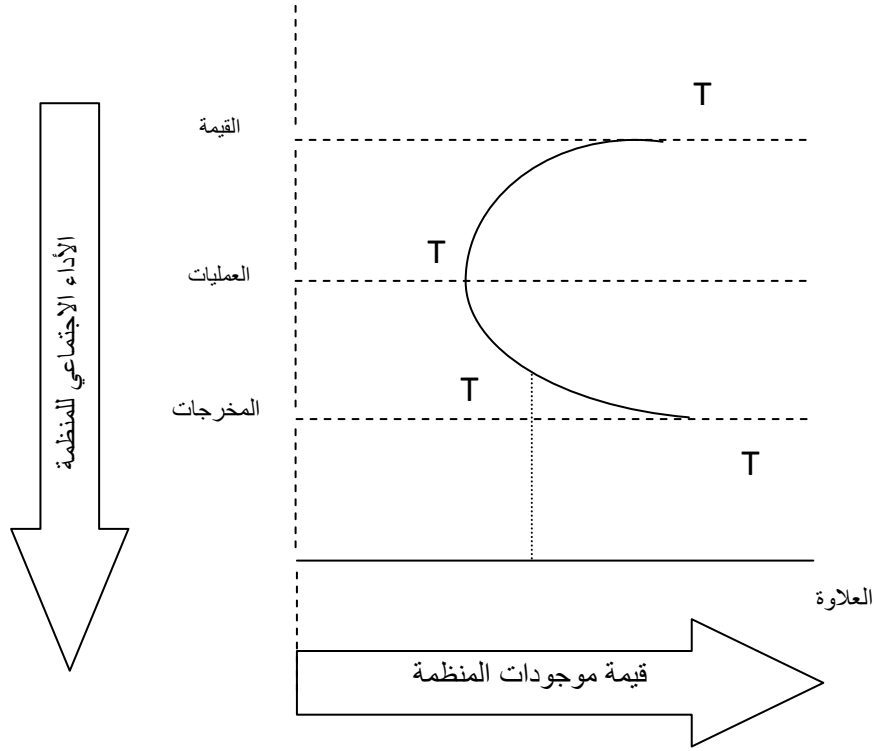 T
القيمة
T
العمليات
الأداء الاجتماعي للمنظمة
T
المخرجات
T
العلاوة
قيمة موجودات المنظمة